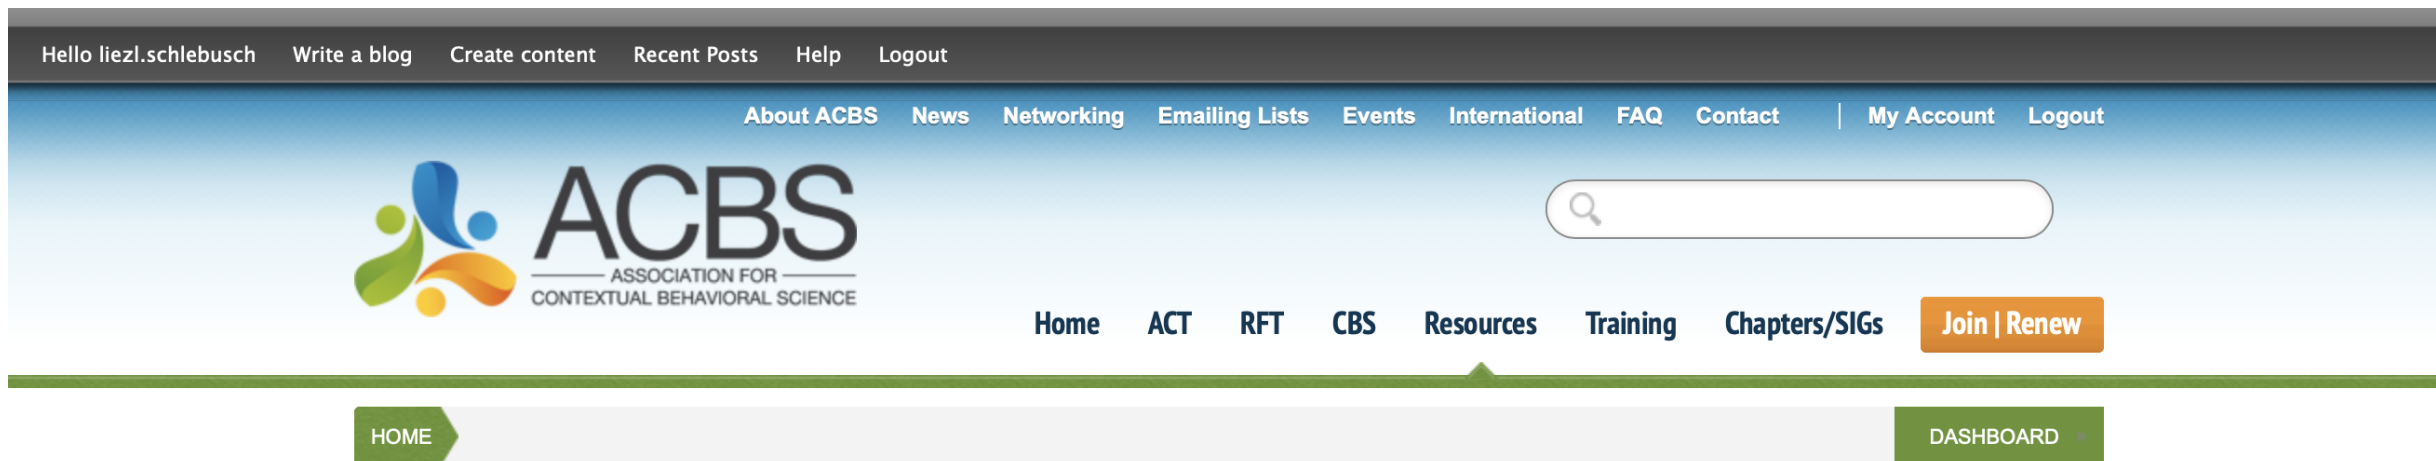 Hello liezl.schlebusch Write a blog Create content Recent Posts Help Logout
About ACBS News Networking Emailing Lists Events International FAQ Contact | My Account Logout
ACBS
ASSOCIATION FOR
CONTEXTUAL BEHAVIORAL SCIENCE
Home ACT RFT CBS Resources Training Chapters/SIGs Join | Renew
HOME DASHBOARD